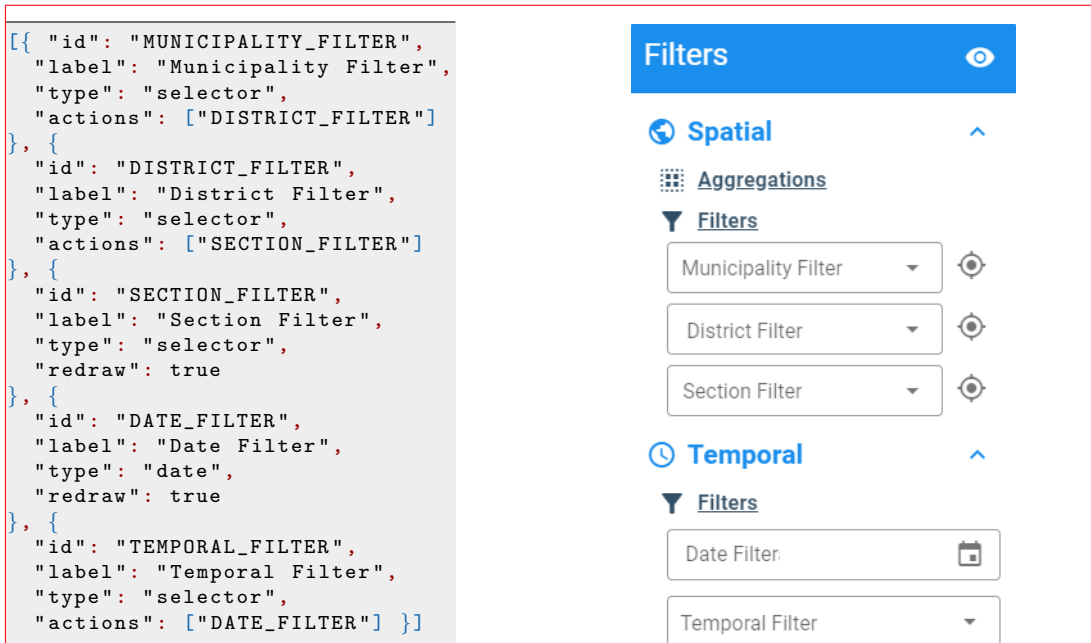 [{ "id": "MUNICIPALITY_FILTER",
"label": "Municipality Filter",
"type": "selector",
"actions": ["DISTRICT_FILTER"]
}, {
"id": "DISTRICT_FILTER",
"label": "District Filter",
"type": "selector",
"actions": ["SECTION_FILTER"]
}, {
"id": "SECTION_FILTER",
"label": "Section Filter",
"type": "selector",
"redraw": true
}, {
"id": "DATE_FILTER",
"label": "Date Filter",
"type": "date",
"redraw": true
}, {
"id": "TEMPORAL_FILTER",
"label": "Temporal Filter",
"type": "selector",
"actions": ["DATE_FILTER"] }]
Filters
Spatial
Aggregations
Filters
Municipality Filter
District Filter
Section Filter
Temporal
Filters
Date Filter
Temporal Filter